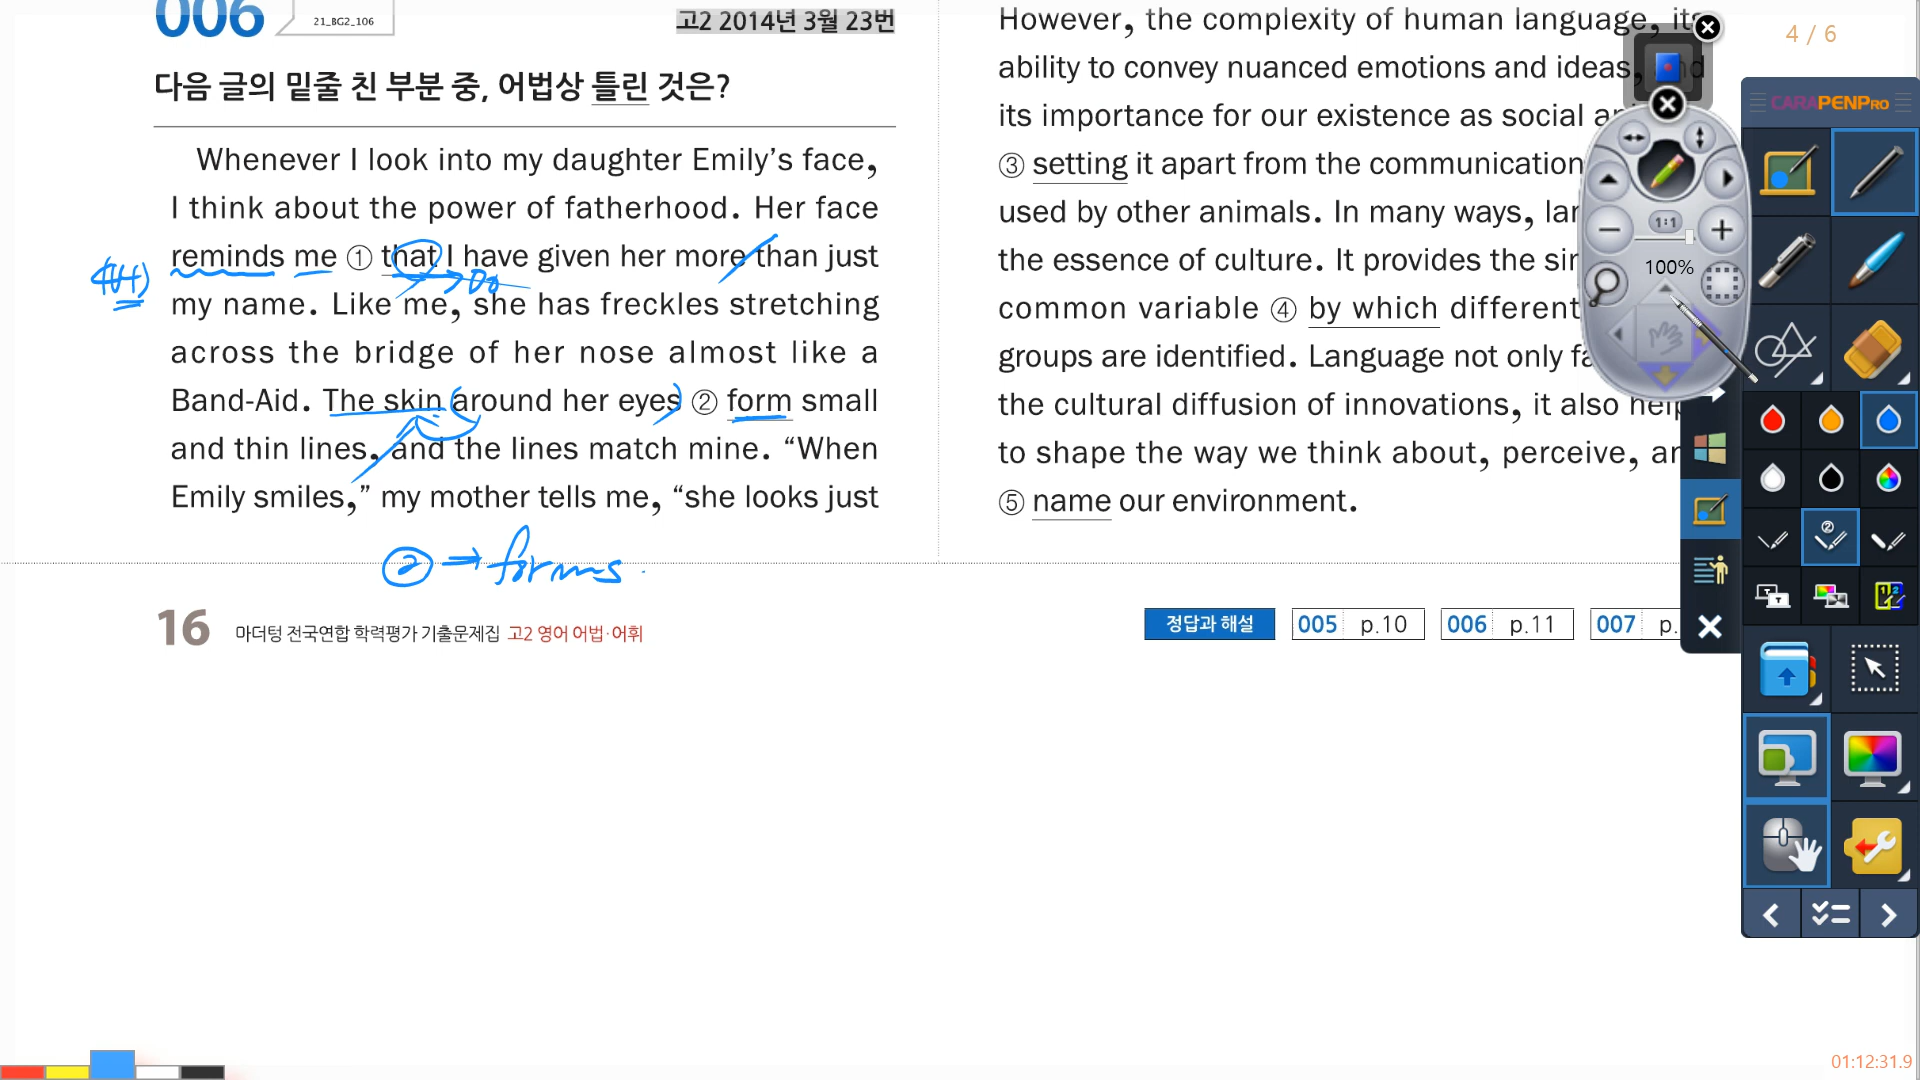 006
21_BG2_106
고2 2014년 3월 23번
다음 글의 밑줄 친 부분 중, 어법상 틀린 것은?
Whenever I look into my daughter Emily's face,
I think about the power of fatherhood. Her face
reminds me ① that I have given her more than just
my name. Like me, she has freckles stretching
across the bridge of her nose almost like a
Band-Aid. The skin around her eyes ② form small
and thin lines, and the lines match mine. “When
Emily smiles,” my mother tells me, “she looks just
② → forms.
16
마더텅 전국연합 학력평가 기출문제집 고2 영어 어법·어휘
However, the complexity of human language, its
ability to convey nuanced emotions and ideas,
its importance for our existence as social
③ setting it apart from the communication
used by other animals. In many ways,
the essence of culture. It provides the
common variable ④ by which different
groups are identified. Language not only
the cultural diffusion of innovations, it also
to shape the way we think about, perceive,
⑤ name our environment.
정답과 해설 005 p.10 006 p.11 007 p.
4 / 6
CARAPENPRO
1:1
100%
②
01:12:31.9